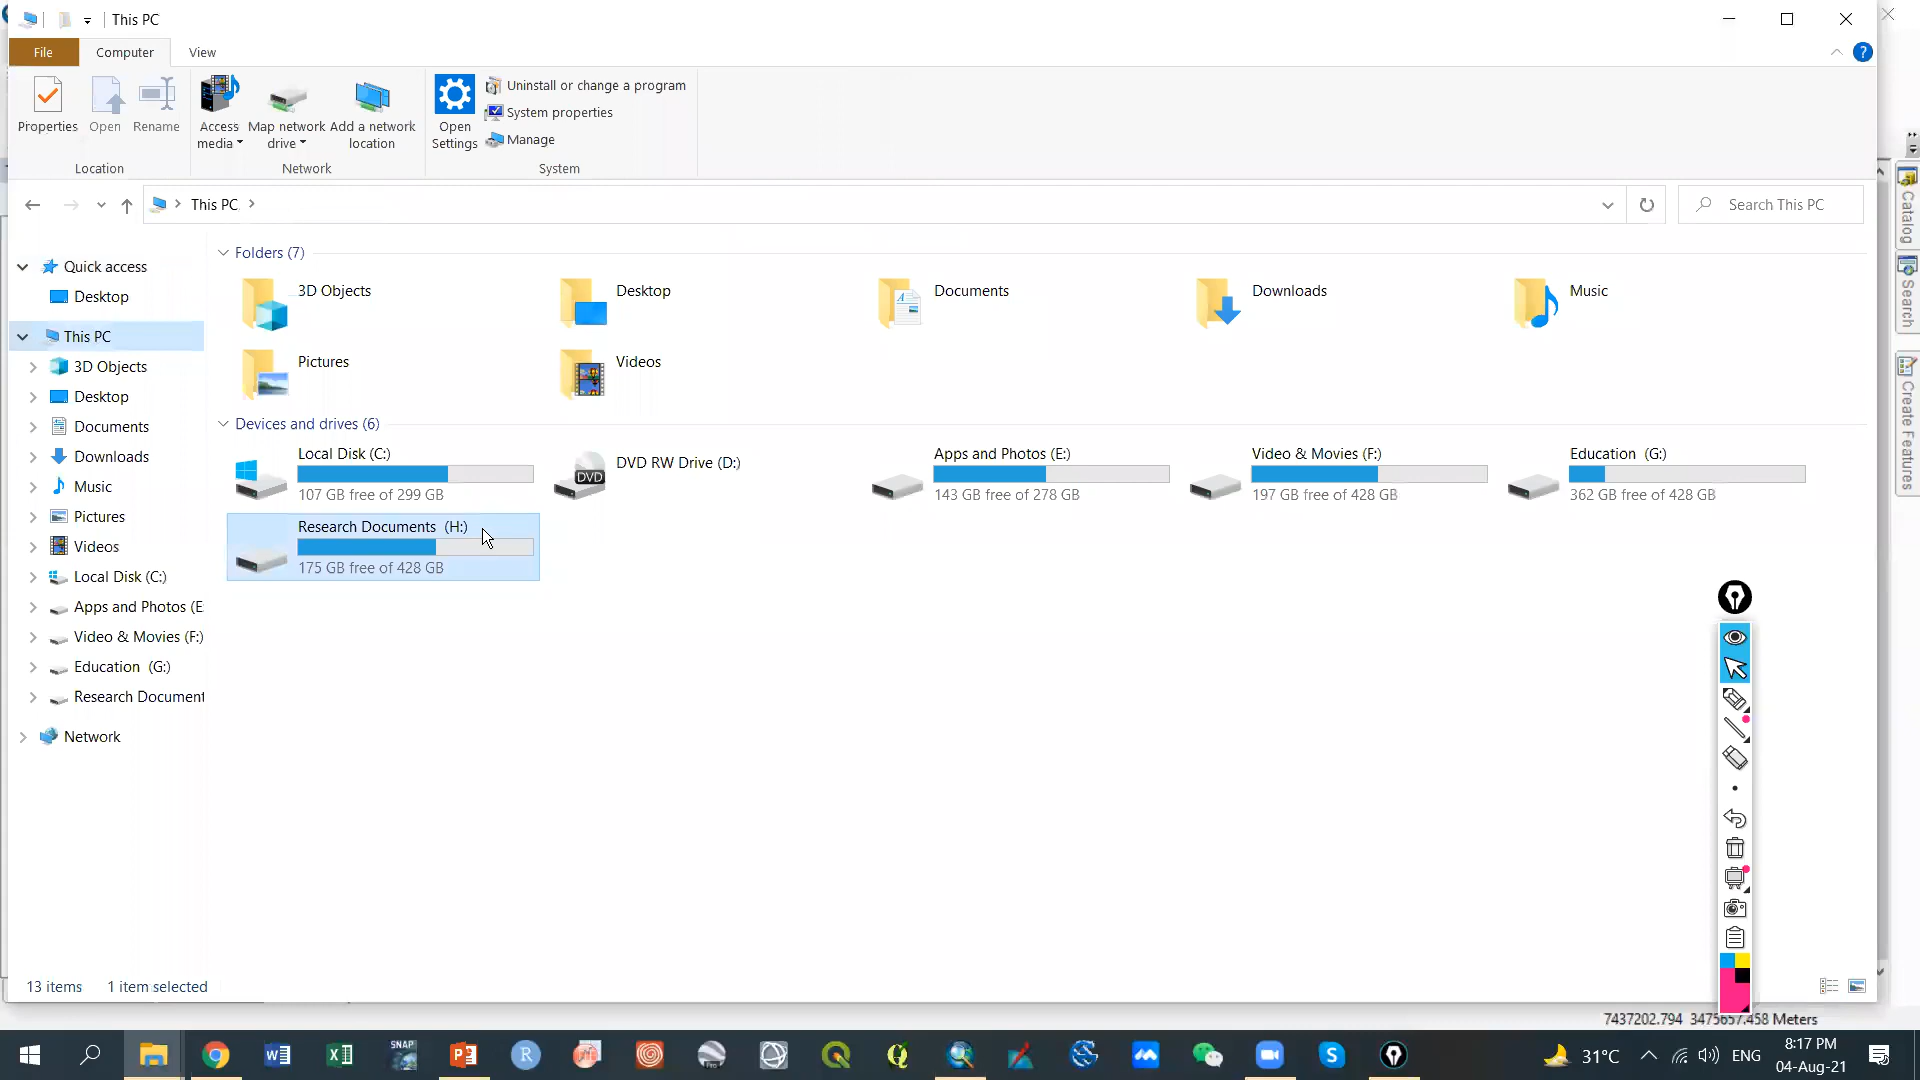 This PC
File Computer View
Properties Open Rename Access media Map network drive Add a network location Open Settings Uninstall or change a program
System properties
Manage
Location Network System
This PC
Search This PC
Quick access
Desktop
This PC
3D Objects
Desktop
Documents
Downloads
Music
Pictures
Videos
Local Disk (C:)
Apps and Photos (E
Video & Movies (F:)
Education (G:)
Research Document
Network
Folders (7)
3D Objects Desktop Documents Downloads Music
Pictures Videos
Devices and drives (6)
Local Disk (C:)
107 GB free of 299 GB
DVD RW Drive (D:)
Apps and Photos (E:)
143 GB free of 278 GB
Video & Movies (F:)
197 GB free of 428 GB
Education (G:)
362 GB free of 428 GB
Research Documents (H:)
175 GB free of 428 GB
Catalog
Search
Create Features
13 items 1 item selected
7437202.794 3475657.458 Meters
DVD
SNAP
Pro
31°C
ENG
8:17 PM
04-Aug-21